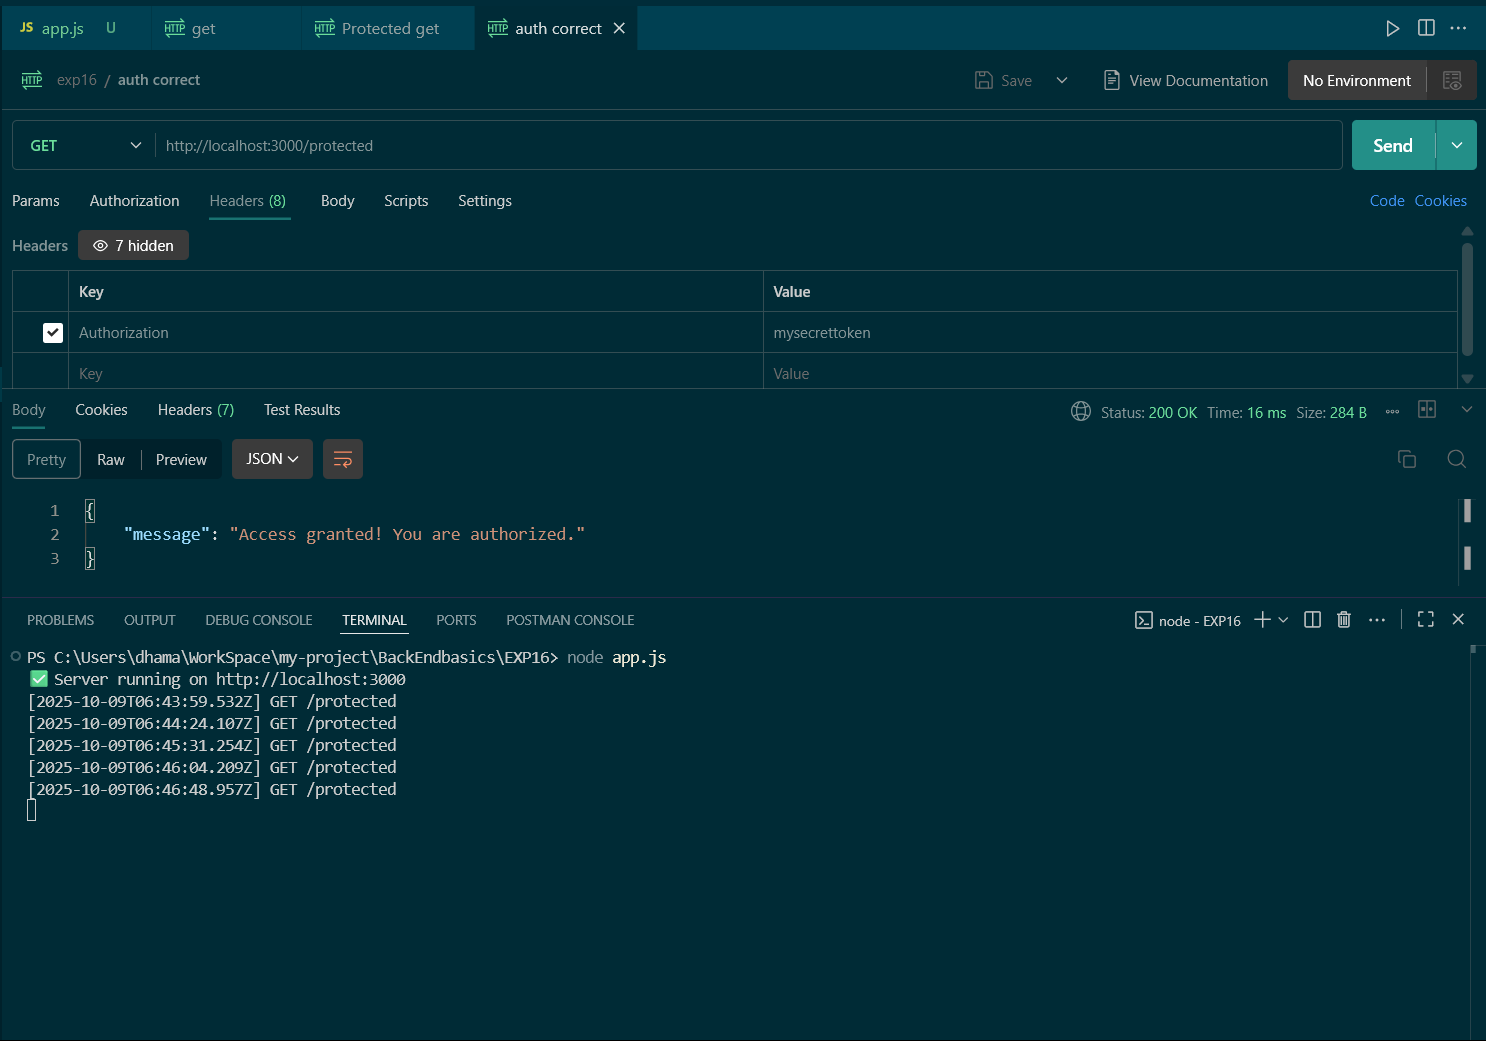 JS app.js U HTTP get HTTP Protected get HTTP auth correct
HTTP exp16 / auth correct Save View Documentation No Environment
GET http://localhost:3000/protected Send
Params Authorization Headers (8) Body Scripts Settings Code Cookies
Headers 7 hidden
Key Value
Authorization mysecrettoken
Key Value
Body Cookies Headers (7) Test Results Status: 200 OK Time: 16 ms Size: 284 B
Pretty Raw Preview JSON
1 {
2 "message": "Access granted! You are authorized."
3 }
PROBLEMS OUTPUT DEBUG CONSOLE TERMINAL PORTS POSTMAN CONSOLE node - EXP16
PS C:\Users\dhama\WorkSpace\my-project\BackEndbasics\EXP16> node app.js
✅ Server running on http://localhost:3000
[2025-10-09T06:43:59.532Z] GET /protected
[2025-10-09T06:44:24.107Z] GET /protected
[2025-10-09T06:45:31.254Z] GET /protected
[2025-10-09T06:46:04.209Z] GET /protected
[2025-10-09T06:46:48.957Z] GET /protected